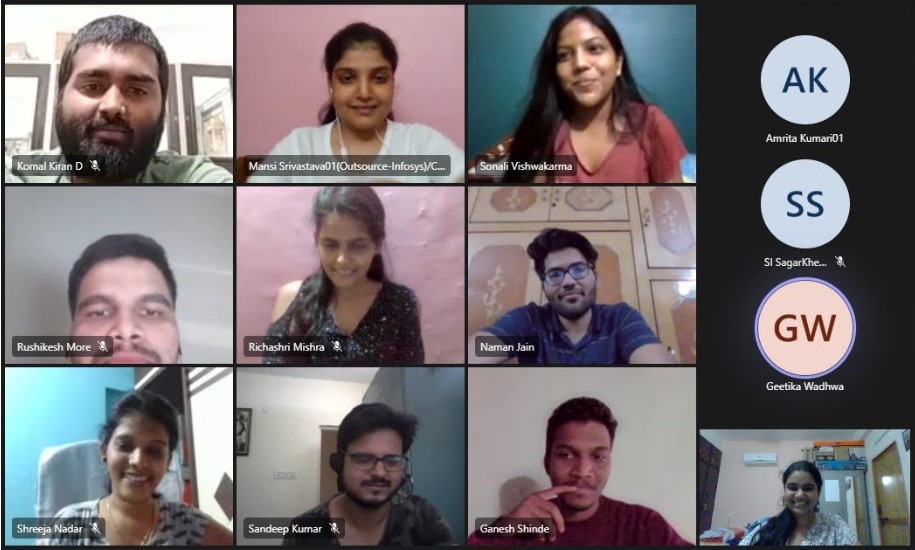 Komal Kiran D
Mansi Srivastava01(Outsource-Infosys)/C...
Sonali Vishwakarma
AK
Amrita Kumari01
SS
SI SagarKhe...
Rushikesh More
Richashri Mishra
Naman Jain
GW
Geetika Wadhwa
Shreeja Nadar
Sandeep Kumar
Ganesh Shinde